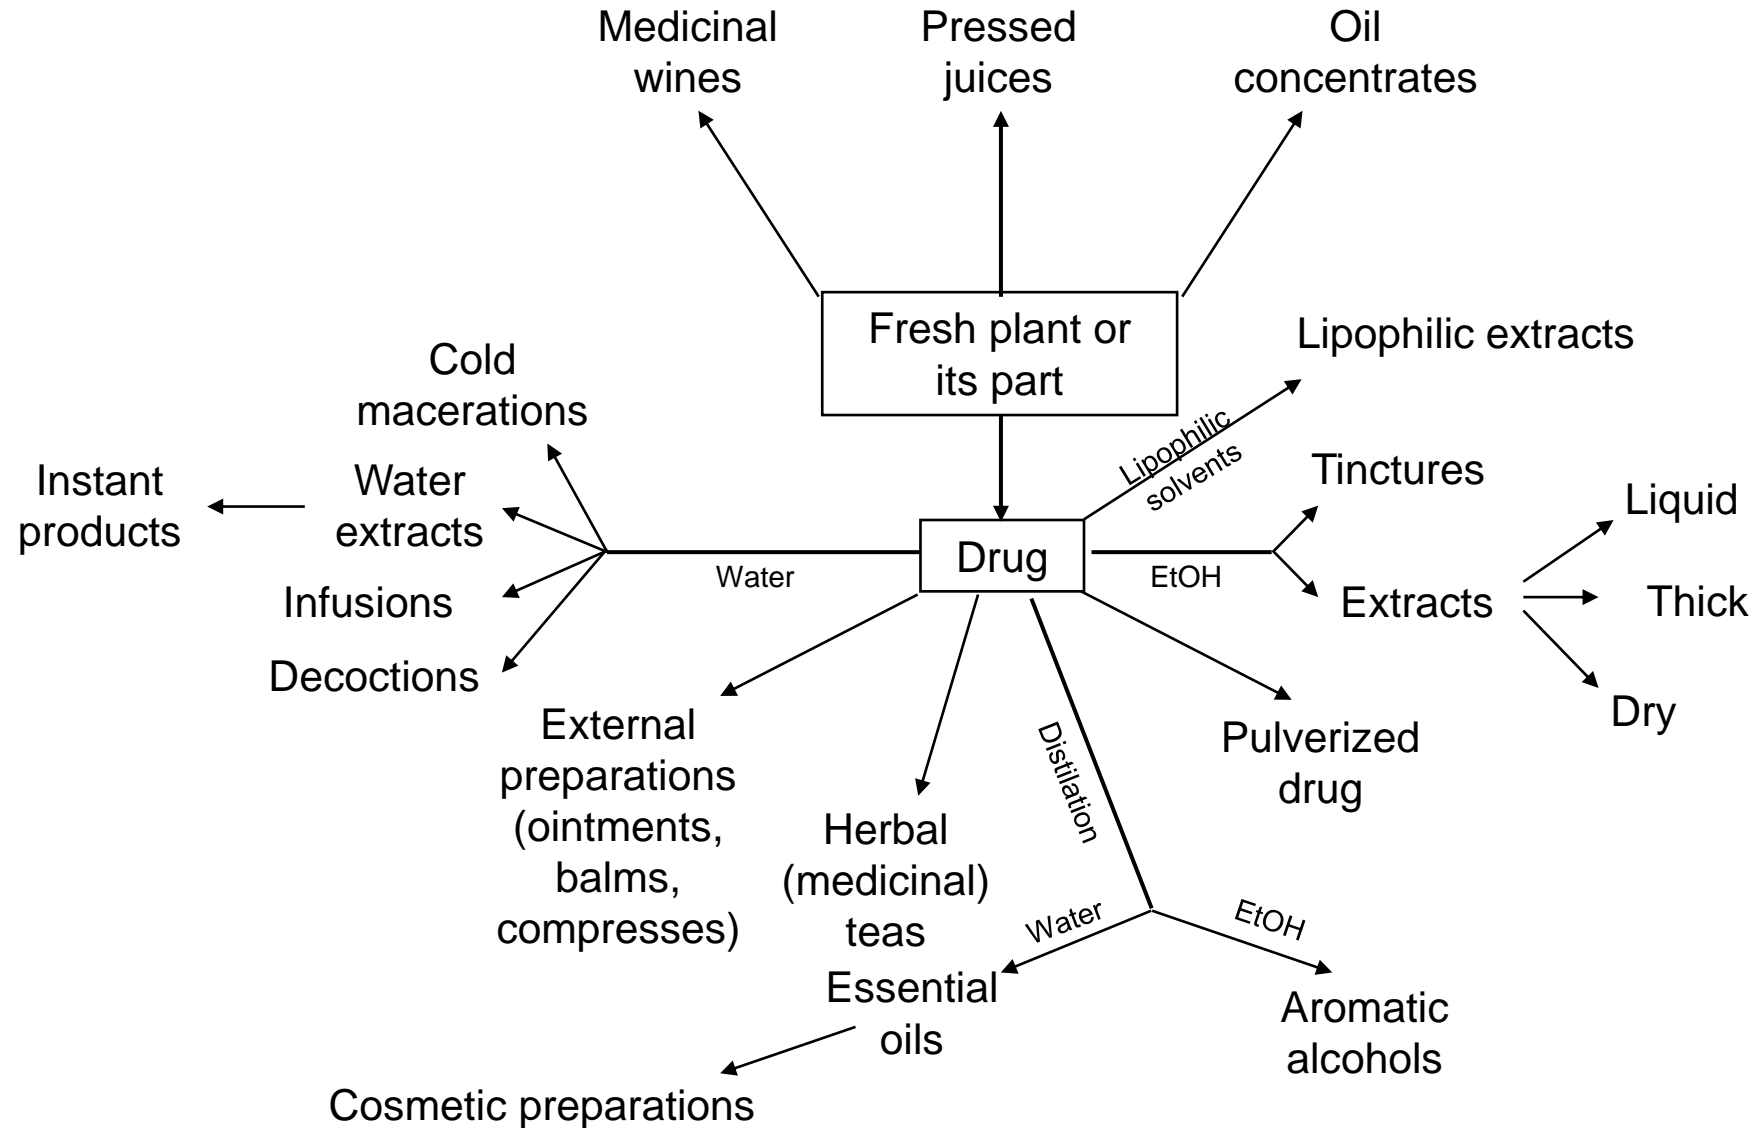 Medicinal
wines
Pressed
juices
Oil
concentrates
Fresh plant or
its part
Lipophilic extracts
Lipophilic
solvents
Cold
macerations
Instant
products
Water
extracts
Infusions
Decoctions
Water
Drug
EtOH
Tinctures
Extracts
Liquid
Thick
Dry
External
preparations
(ointments,
balms,
compresses)
Herbal
(medicinal)
teas
Distilation
Pulverized
drug
Water
EtOH
Essential
oils
Aromatic
alcohols
Cosmetic preparations